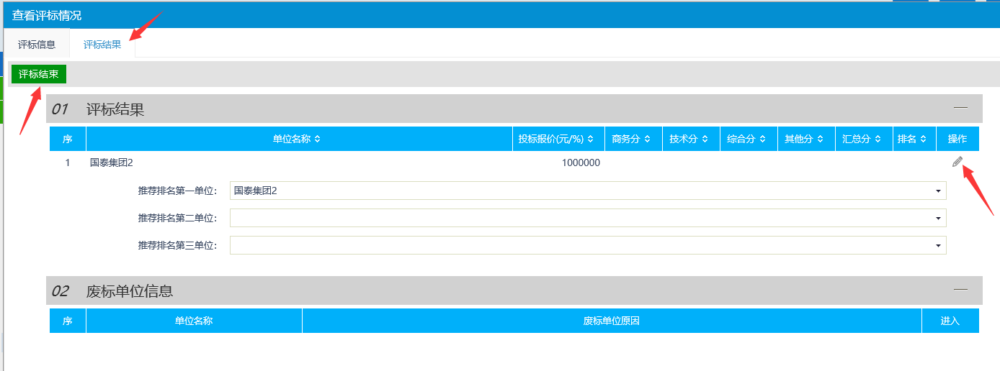 查看评标情况
评标信息 评标结果
评标结束
01 评标结果
序 单位名称 投标报价(元/%) 商务分 技术分 综合分 其他分 汇总分 排名 操作
1 国泰集团2 1000000
推荐排名第一单位： 国泰集团2
推荐排名第二单位：
推荐排名第三单位：
02 废标单位信息
序 单位名称 废标单位原因 进入